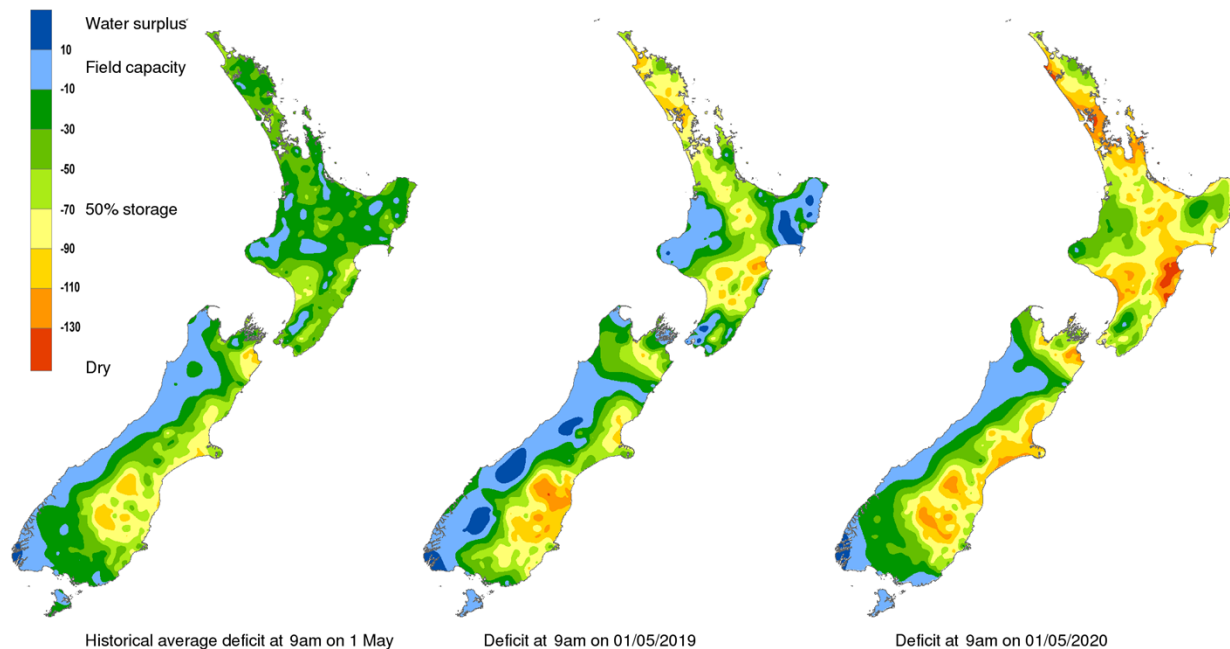 Water surplus
10
Field capacity
-10
-30
-50
-70
50% storage
-90
-110
-130
Dry
Historical average deficit at 9am on 1 May
Deficit at 9am on 01/05/2019
Deficit at 9am on 01/05/2020